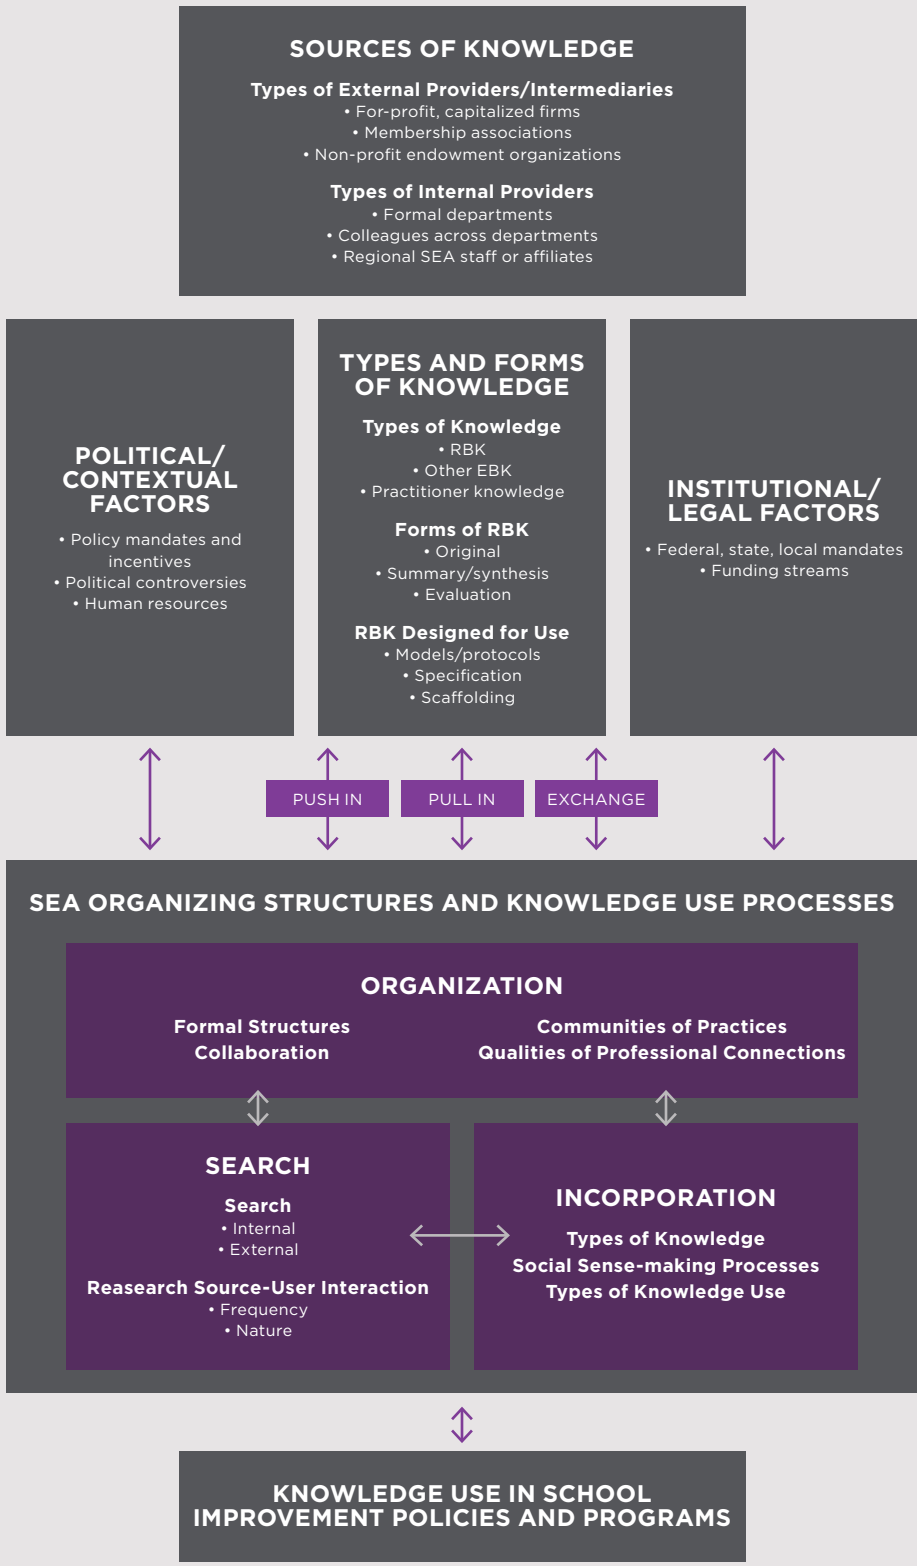 SOURCES OF KNOWLEDGE
Types of External Providers/Intermediaries
• For-profit, capitalized firms
• Membership associations
• Non-profit endowment organizations
Types of Internal Providers
• Formal departments
• Colleagues across departments
• Regional SEA staff or affiliates
POLITICAL/
CONTEXTUAL
FACTORS
• Policy mandates and
incentives
• Political controversies
• Human resources
TYPES AND FORMS
OF KNOWLEDGE
Types of Knowledge
• RBK
• Other EBK
• Practitioner knowledge
Forms of RBK
• Original
• Summary/synthesis
• Evaluation
RBK Designed for Use
• Models/protocols
• Specification
• Scaffolding
INSTITUTIONAL/
LEGAL FACTORS
• Federal, state, local mandates
• Funding streams
PUSH IN
PULL IN
EXCHANGE
SEA ORGANIZING STRUCTURES AND KNOWLEDGE USE PROCESSES
ORGANIZATION
Formal Structures
Collaboration
Communities of Practices
Qualities of Professional Connections
SEARCH
Search
• Internal
• External
Reasearch Source-User Interaction
• Frequency
• Nature
INCORPORATION
Types of Knowledge
Social Sense-making Processes
Types of Knowledge Use
KNOWLEDGE USE IN SCHOOL
IMPROVEMENT POLICIES AND PROGRAMS